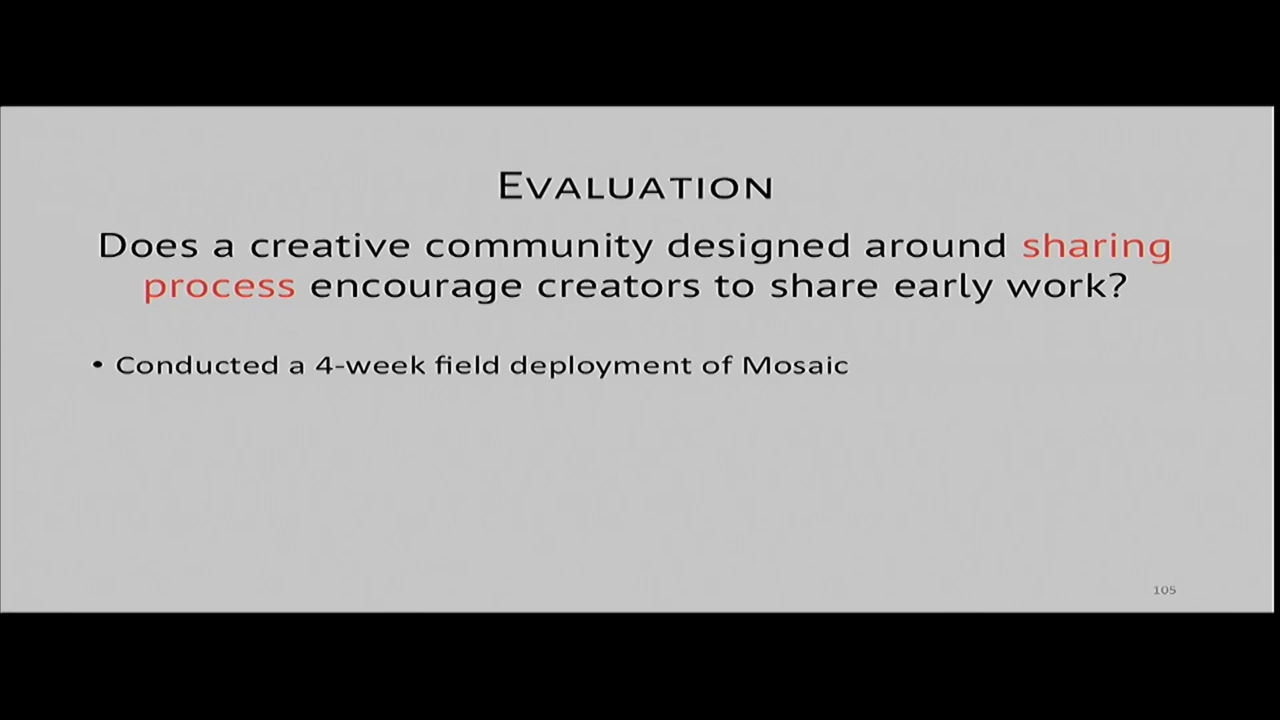 EVALUATION
Does a creative community designed around sharing
process encourage creators to share early work?
• Conducted a 4-week field deployment of Mosaic
105